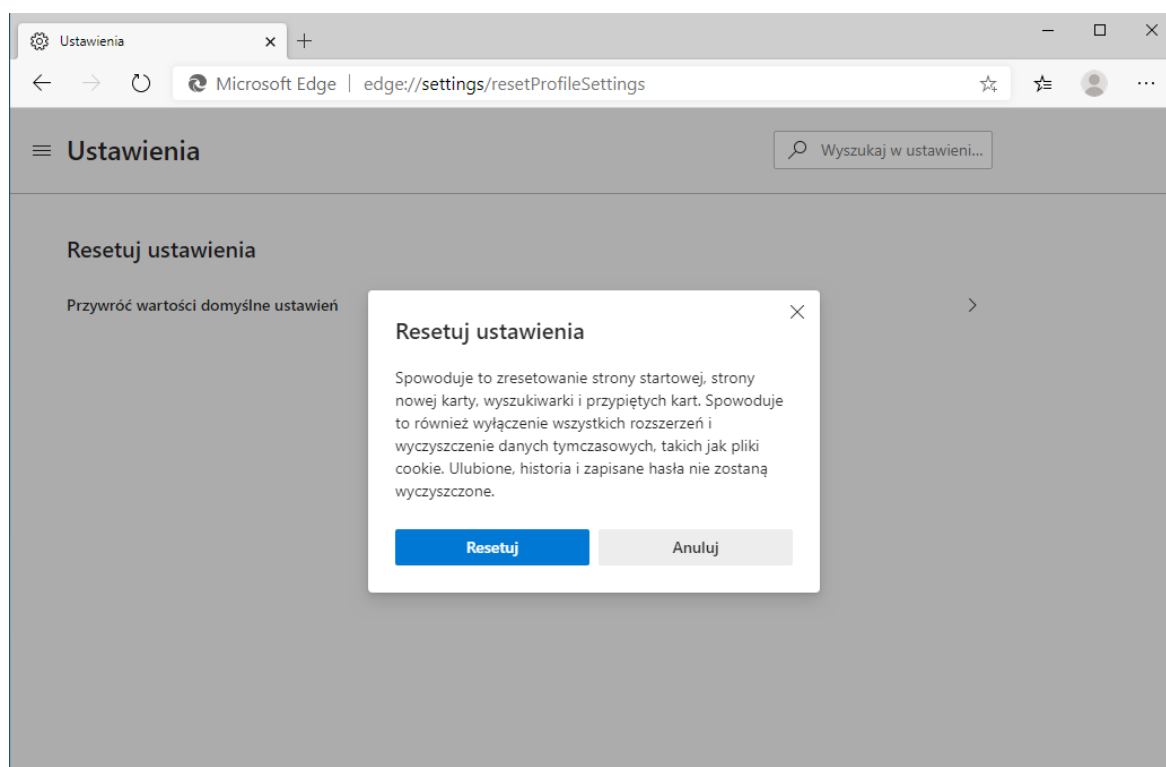 Ustawienia
Microsoft Edge | edge://settings/resetProfileSettings
Ustawienia
Wyszukaj w ustawieni...
Resetuj ustawienia
Przywróć wartości domyślne ustawień
Resetuj ustawienia
Spowoduje to zresetowanie strony startowej, strony
nowej karty, wyszukiwarki i przypiętych kart. Spowoduje
to również wyłączenie wszystkich rozszerzeń i
wyczyszczenie danych tymczasowych, takich jak pliki
cookie. Ulubione, historia i zapisane hasła nie zostaną
wyczyszczone.
Resetuj
Anuluj